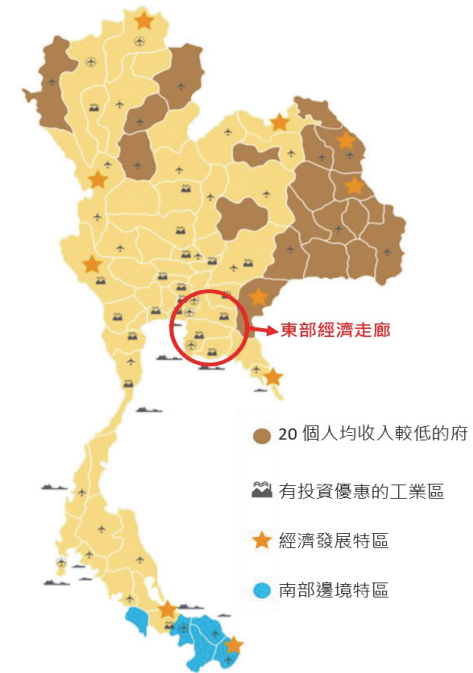 東部經濟走廊
20 個人均收入較低的府
有投資優惠的工業區
經濟發展特區
南部邊境特區